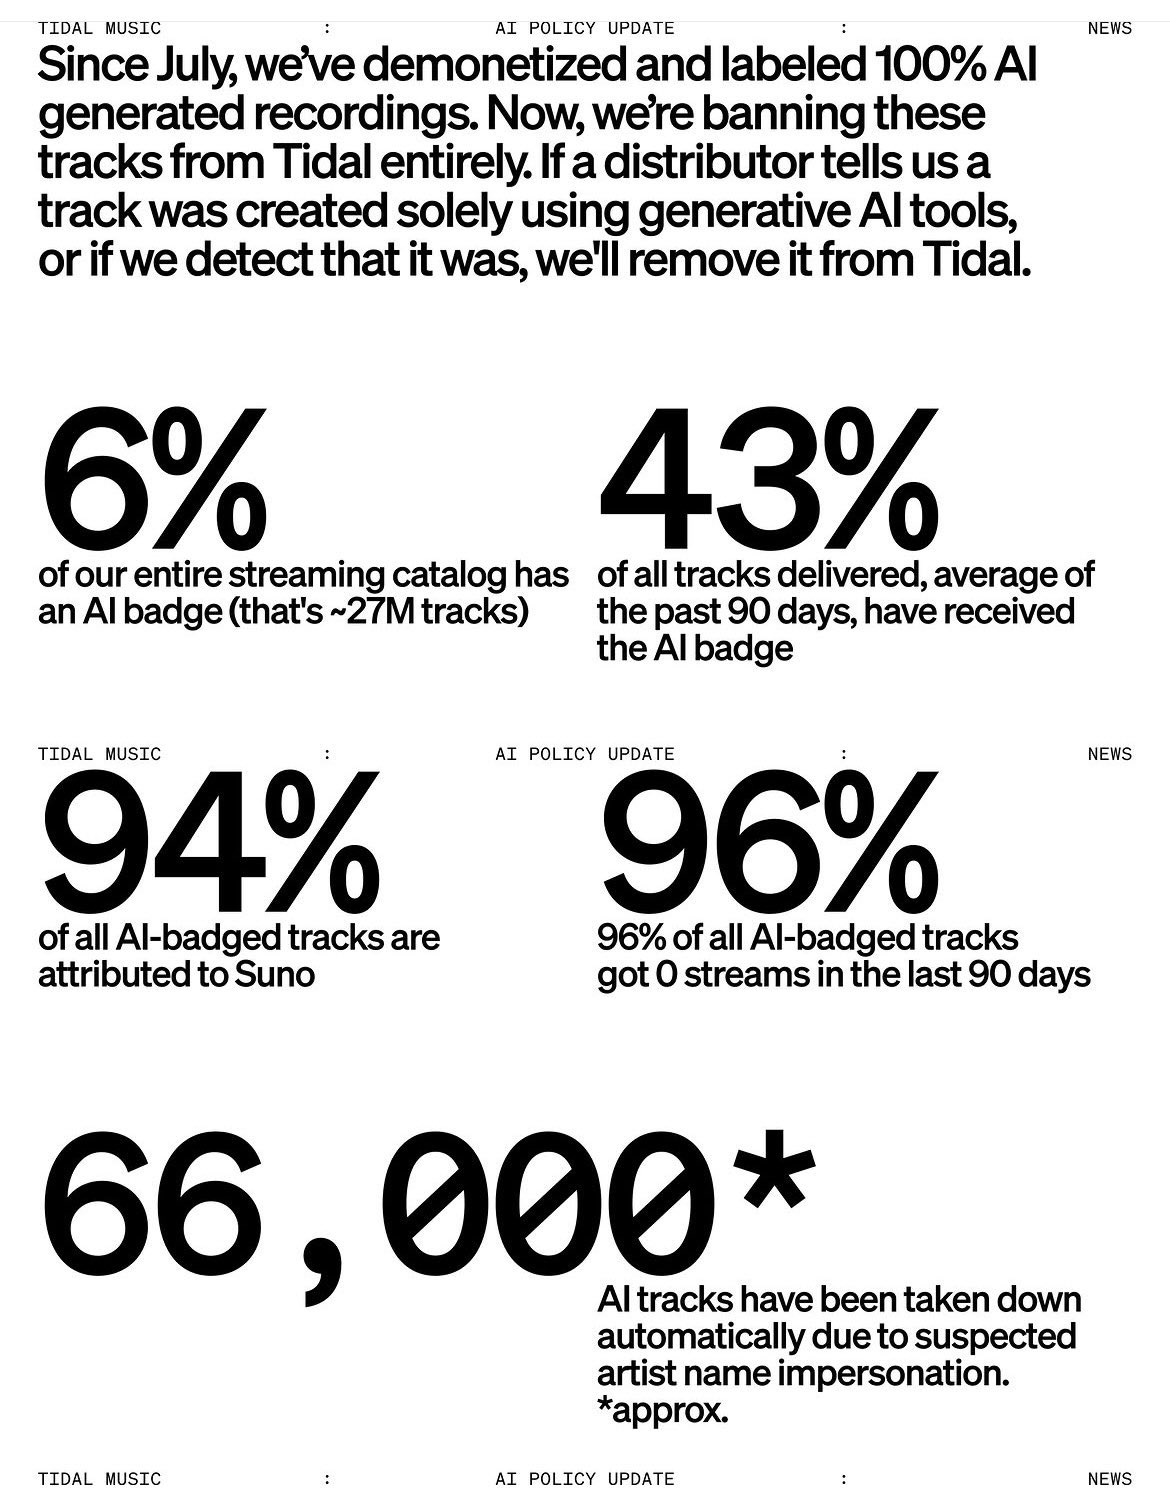 TIDAL MUSIC : AI POLICY UPDATE : NEWS
Since July, we’ve demonetized and labeled 100% AI
generated recordings. Now, we’re banning these
tracks from Tidal entirely. If a distributor tells us a
track was created solely using generative AI tools,
or if we detect that it was, we'll remove it from Tidal.
6%
of our entire streaming catalog has
an AI badge (that's ~27M tracks)
43%
of all tracks delivered, average of
the past 90 days, have received
the AI badge
TIDAL MUSIC : AI POLICY UPDATE : NEWS
94%
of all AI-badged tracks are
attributed to Suno
96%
96% of all AI-badged tracks
got 0 streams in the last 90 days
66,000*
AI tracks have been taken down
automatically due to suspected
artist name impersonation.
*approx.
TIDAL MUSIC : AI POLICY UPDATE : NEWS